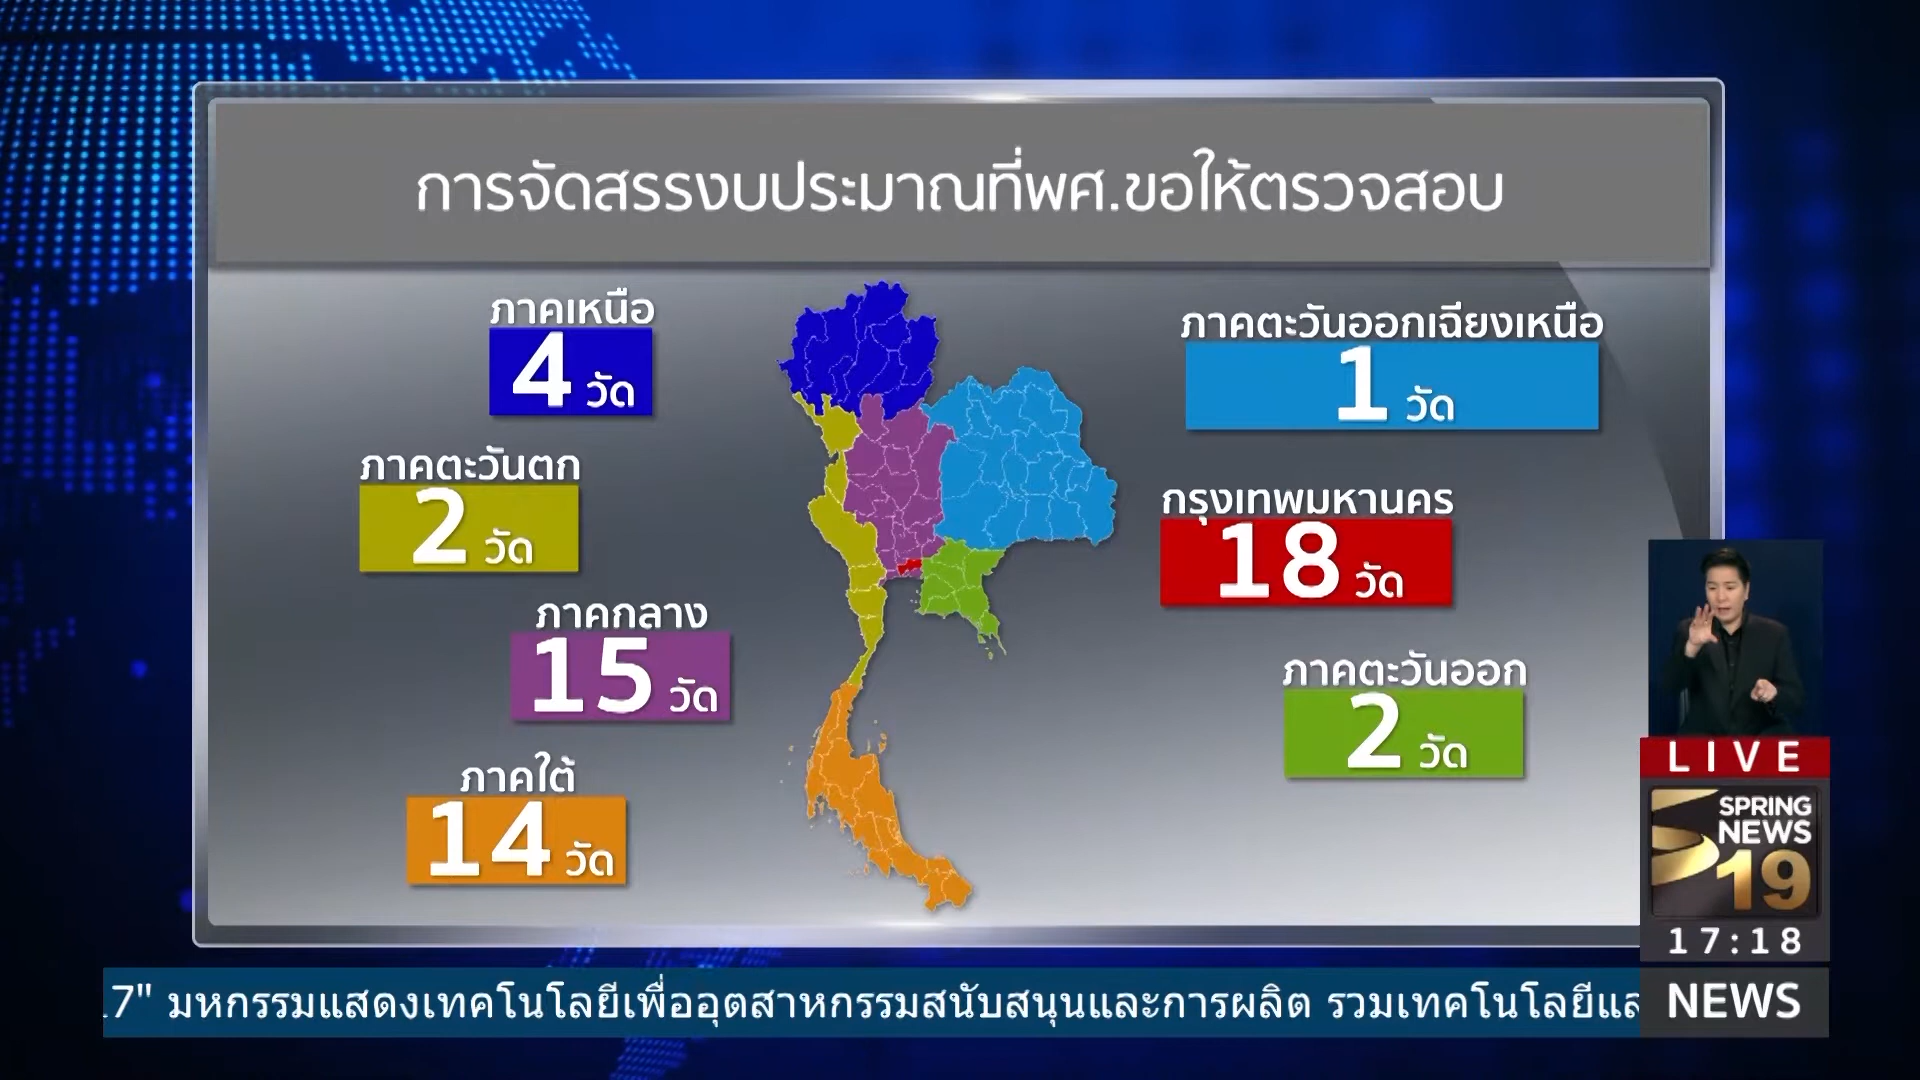 การจัดสรรงบประมาณที่พศ.ขอให้ตรวจสอบ
ภาคเหนือ
4 วัด
ภาคตะวันตก
2 วัด
ภาคกลาง
15 วัด
ภาคใต้
14 วัด
ภาคตะวันออกเฉียงเหนือ
1 วัด
กรุงเทพมหานคร
18 วัด
ภาคตะวันออก
2 วัด
LIVE
SPRING
NEWS
19
17:18
NEWS
.7" มหกรรมแสดงเทคโนโลยีเพื่ออุตสาหกรรมสนับสนุนและการผลิต รวมเทคโนโลยีแล